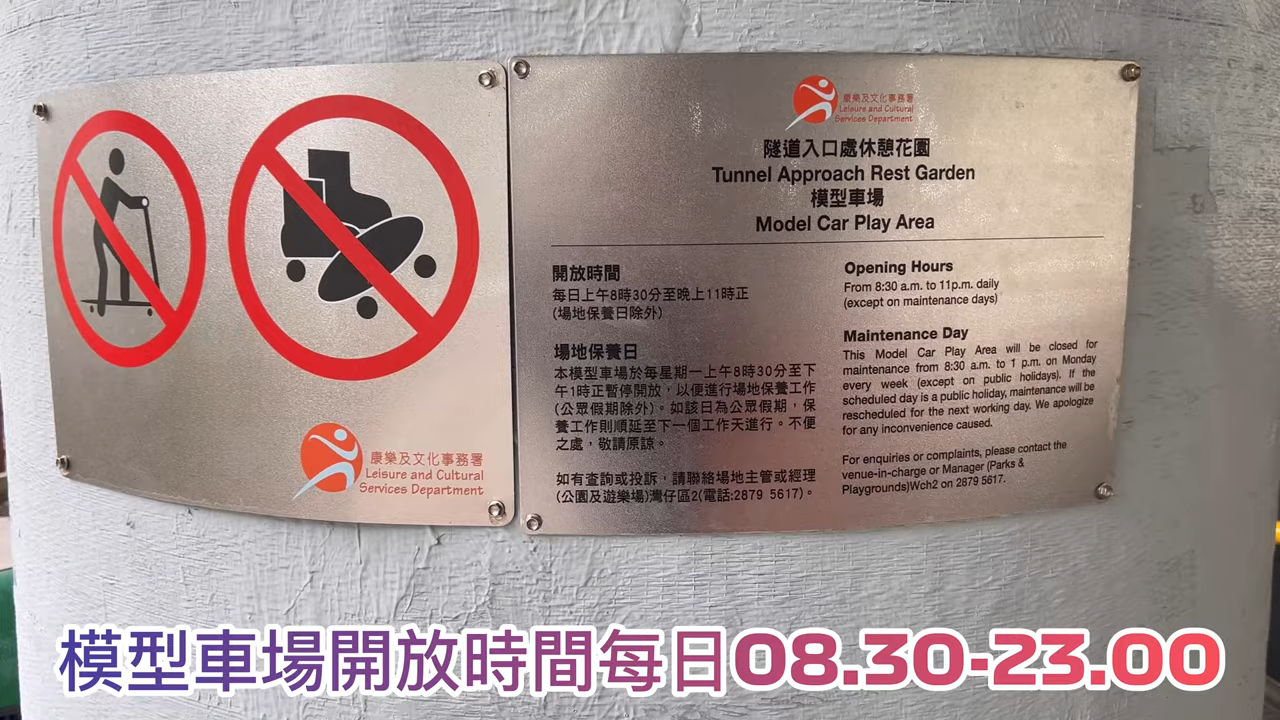 康樂及文化事務署
Leisure and Cultural
Services Department
康樂及文化事務署
Leisure and Cultural
Services Department
隧道入口處休憩花園
Tunnel Approach Rest Garden
模型車場
Model Car Play Area
開放時間
每日上午8時30分至晚上11時正
(場地保養日除外)
場地保養日
本模型車場於每星期一上午8時30分至下
午1時正暫停開放，以便進行場地保養工作
(公眾假期除外)。如該日為公眾假期，保
養工作則順延至下一個工作天進行。不便
之處，敬請原諒。
如有查詢或投訴，請聯絡場地主管或經理
(公園及遊樂場)灣仔區2(電話:2879 5617)。
Opening Hours
From 8:30 a.m. to 11p.m. daily
(except on maintenance days)
Maintenance Day
This Model Car Play Area will be closed for
maintenance from 8:30 a.m. to 1 p.m. on Monday
every week (except on public holidays). If the
scheduled day is a public holiday, maintenance will be
rescheduled for the next working day. We apologize
for any inconvenience caused.
For enquiries or complaints, please contact the
venue-in-charge or Manager (Parks &
Playgrounds)Wch2 on 2879 5617.
模型車場開放時間每日08.30-23.00